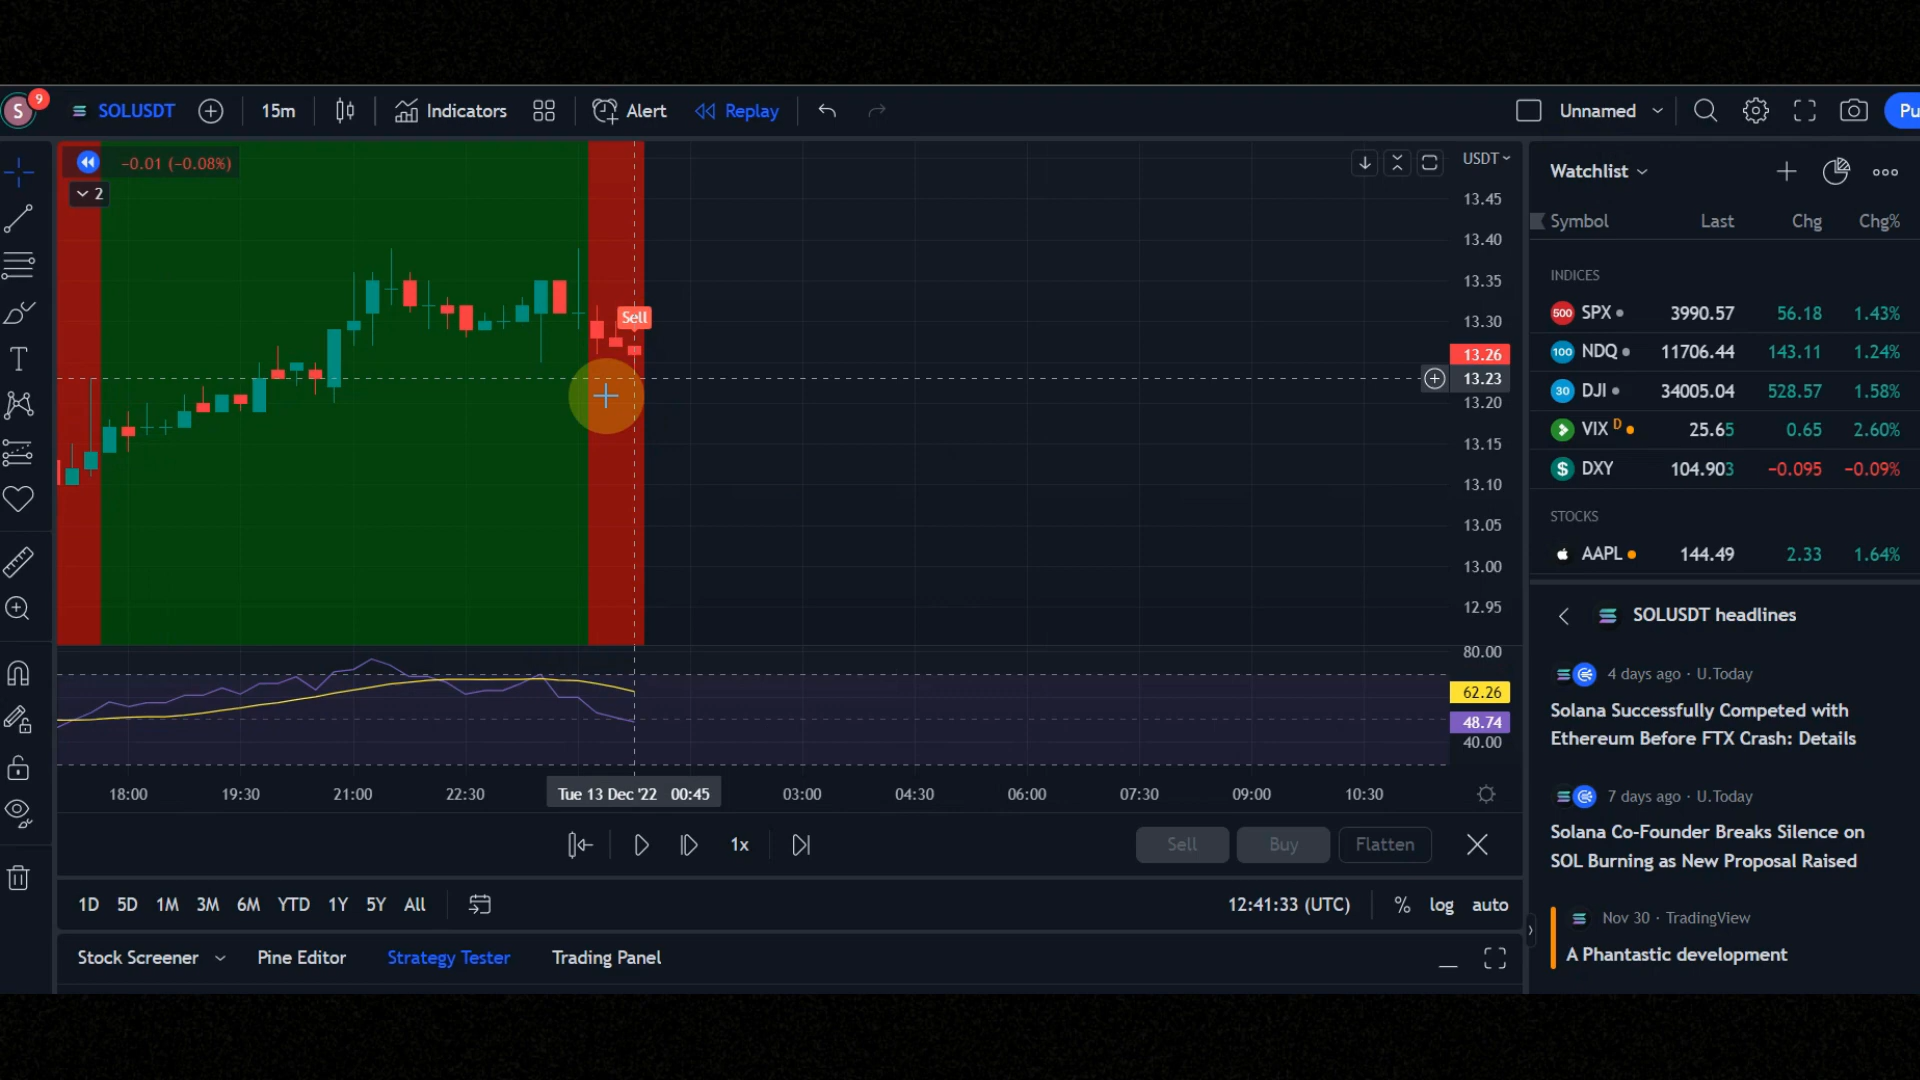 S 9 SOLUSDT 15m Indicators Alert Replay Unnamed Pu
−0.01 (−0.08%)
2
USDT
13.45
13.40
13.35
13.30
Sell
13.26
13.23
13.20
13.15
13.10
13.05
13.00
12.95
80.00
62.26
48.74
40.00
18:00 19:30 21:00 22:30 Tue 13 Dec '22 00:45 03:00 04:30 06:00 07:30 09:00 10:30
1x Sell Buy Flatten
1D 5D 1M 3M 6M YTD 1Y 5Y All 12:41:33 (UTC) % log auto
Stock Screener Pine Editor Strategy Tester Trading Panel
Watchlist
Symbol Last Chg Chg%
INDICES
500 SPX 3990.57 56.18 1.43%
100 NDQ 11706.44 143.11 1.24%
30 DJI 34005.04 528.57 1.58%
VIX D 25.65 0.65 2.60%
$ DXY 104.903 −0.095 −0.09%
STOCKS
AAPL 144.49 2.33 1.64%
SOLUSDT headlines
4 days ago · U.Today
Solana Successfully Competed with
Ethereum Before FTX Crash: Details
7 days ago · U.Today
Solana Co-Founder Breaks Silence on
SOL Burning as New Proposal Raised
Nov 30 · TradingView
A Phantastic development